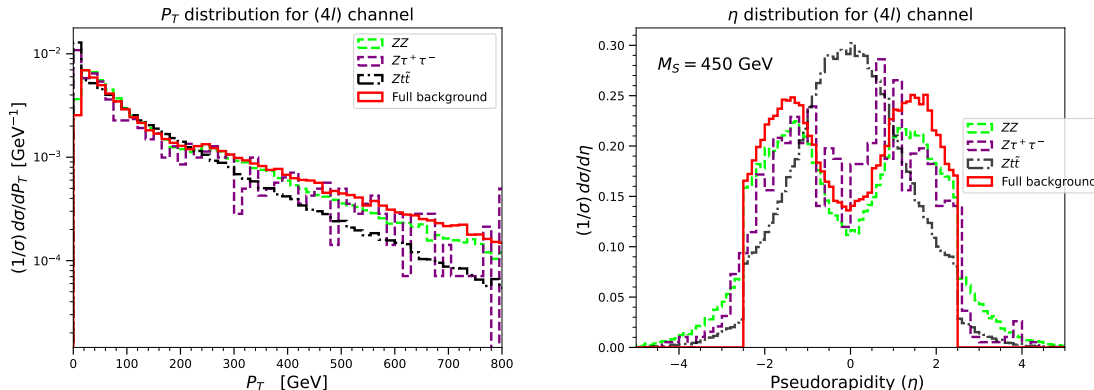 P_T distribution for (4l) channel
(1/σ) dσ/dP_T [GeV⁻¹]
10⁻²
10⁻³
10⁻⁴
ZZ
Zτ⁺τ⁻
Ztt̄
Full background
0 100 200 300 400 500 600 700 800
P_T [GeV]
η distribution for (4l) channel
(1/σ) dσ/dη
0.30
0.25
0.20
0.15
0.10
0.05
0.00
M_S = 450 GeV
ZZ
Zτ⁺τ⁻
Ztt̄
Full background
−4 −2 0 2 4
Pseudorapidity (η)